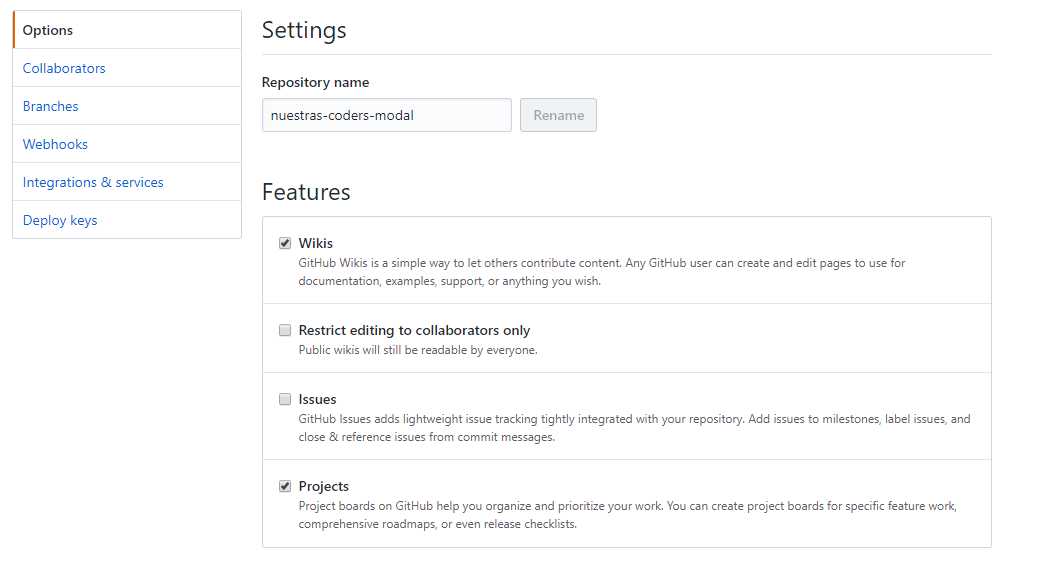 Options
Collaborators
Branches
Webhooks
Integrations & services
Deploy keys
Settings
Repository name
nuestras-coders-modal
Rename
Features
Wikis
GitHub Wikis is a simple way to let others contribute content. Any GitHub user can create and edit pages to use for
documentation, examples, support, or anything you wish.
Restrict editing to collaborators only
Public wikis will still be readable by everyone.
Issues
GitHub Issues adds lightweight issue tracking tightly integrated with your repository. Add issues to milestones, label issues, and
close & reference issues from commit messages.
Projects
Project boards on GitHub help you organize and prioritize your work. You can create project boards for specific feature work,
comprehensive roadmaps, or even release checklists.